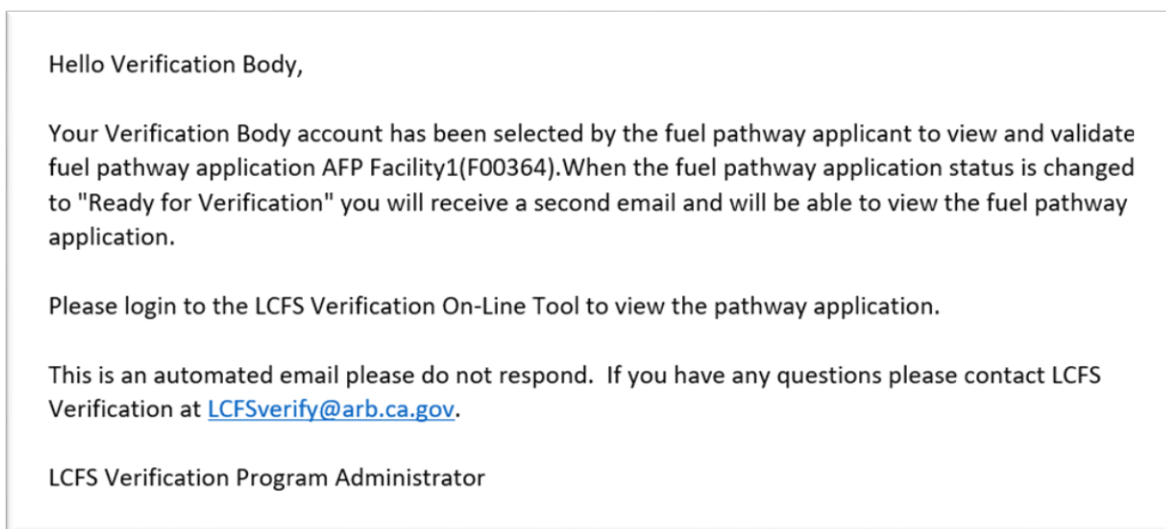 Hello Verification Body,
Your Verification Body account has been selected by the fuel pathway applicant to view and validate
fuel pathway application AFP Facility1(F00364).When the fuel pathway application status is changed
to "Ready for Verification" you will receive a second email and will be able to view the fuel pathway
application.
Please login to the LCFS Verification On-Line Tool to view the pathway application.
This is an automated email please do not respond.  If you have any questions please contact LCFS
Verification at LCFSverify@arb.ca.gov.
LCFS Verification Program Administrator